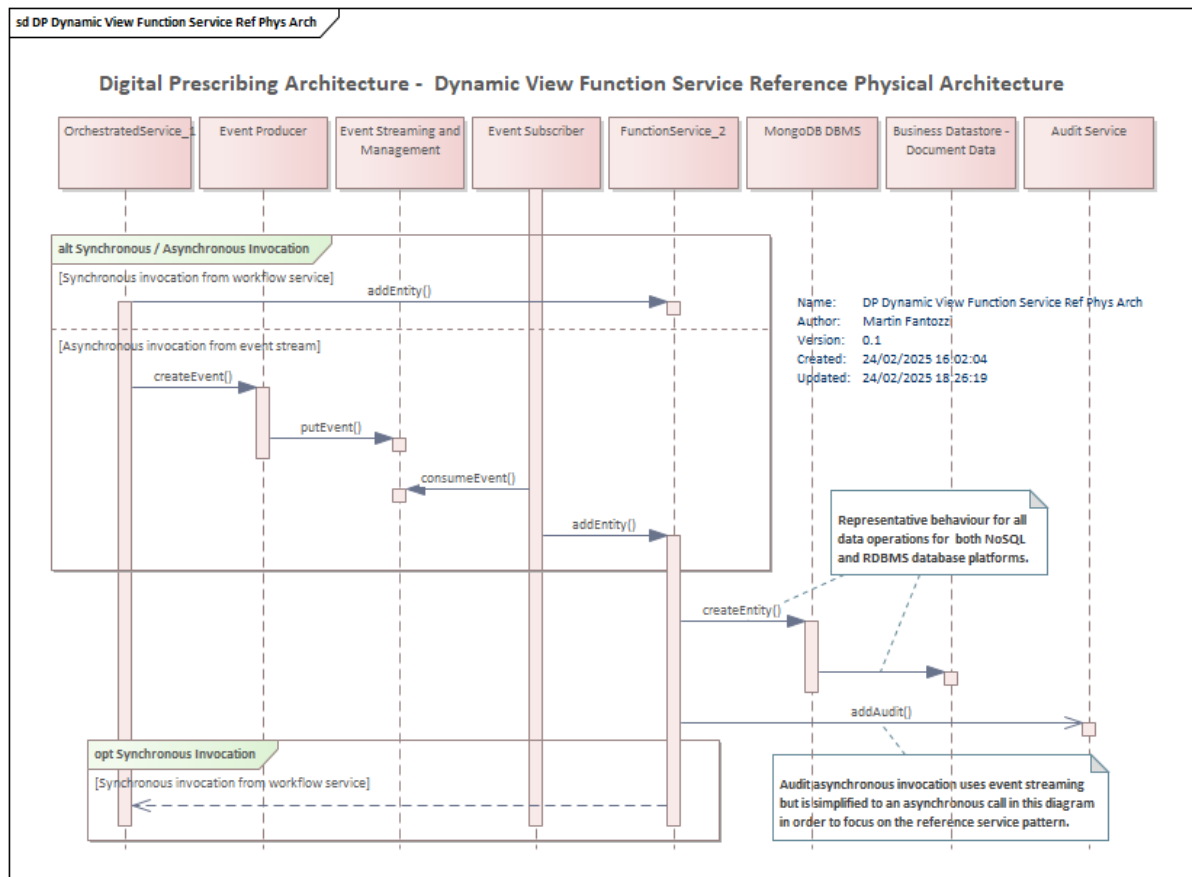 sd DP Dynamic View Function Service Ref Phys Arch
Digital Prescribing Architecture -  Dynamic View Function Service Reference Physical Architecture
OrchestratedService_1
Event Producer
Event Streaming and
Management
Event Subscriber
FunctionService_2
MongoDB DBMS
Business Datastore -
Document Data
Audit Service
alt Synchronous / Asynchronous Invocation
[Synchronous invocation from workflow service]
addEntity()
Name: DP Dynamic View Function Service Ref Phys Arch
Author: Martin Fantozzi
Version: 0.1
Created: 24/02/2025 16:02:04
Updated: 24/02/2025 18:26:19
[Asynchronous invocation from event stream]
createEvent()
putEvent()
consumeEvent()
addEntity()
Representative behaviour for all
data operations for  both NoSQL
and RDBMS database platforms.
createEntity()
addAudit()
opt Synchronous Invocation
[Synchronous invocation from workflow service]
Audit asynchronous invocation uses event streaming
but is simplified to an asynchronous call in this diagram
in order to focus on the reference service pattern.